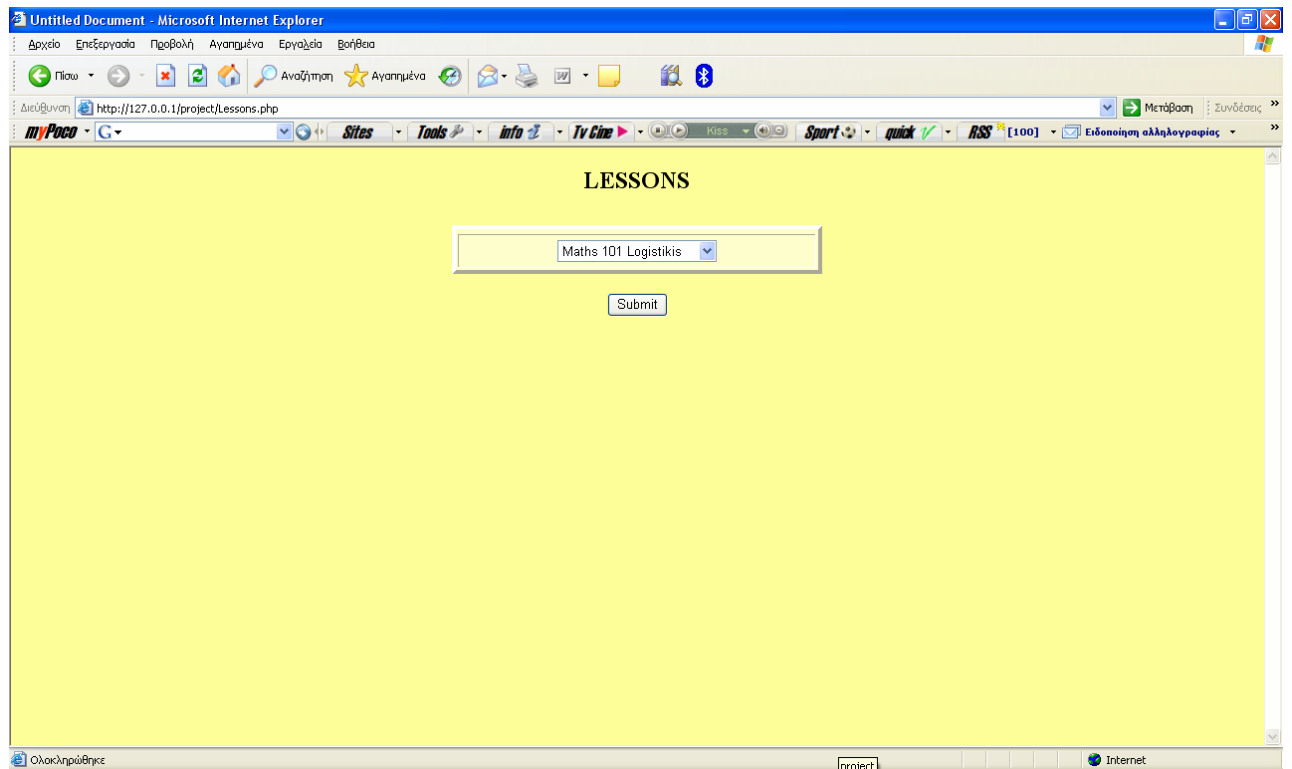 Untitled Document - Microsoft Internet Explorer
Αρχείο Επεξεργασία Προβολή Αγαπημένα Εργαλεία Βοήθεια
Πίσω Αναζήτηση Αγαπημένα
Διεύθυνση http://127.0.0.1/project/Lessons.php Μετάβαση Συνδέσεις »
myPoco G Sites Tools info Tv Cine Kiss Sport quick RSS [100] Ειδοποίηση αλληλογραφίας »
LESSONS
Maths 101 Logistikis
Submit
Ολοκληρώθηκε project Internet